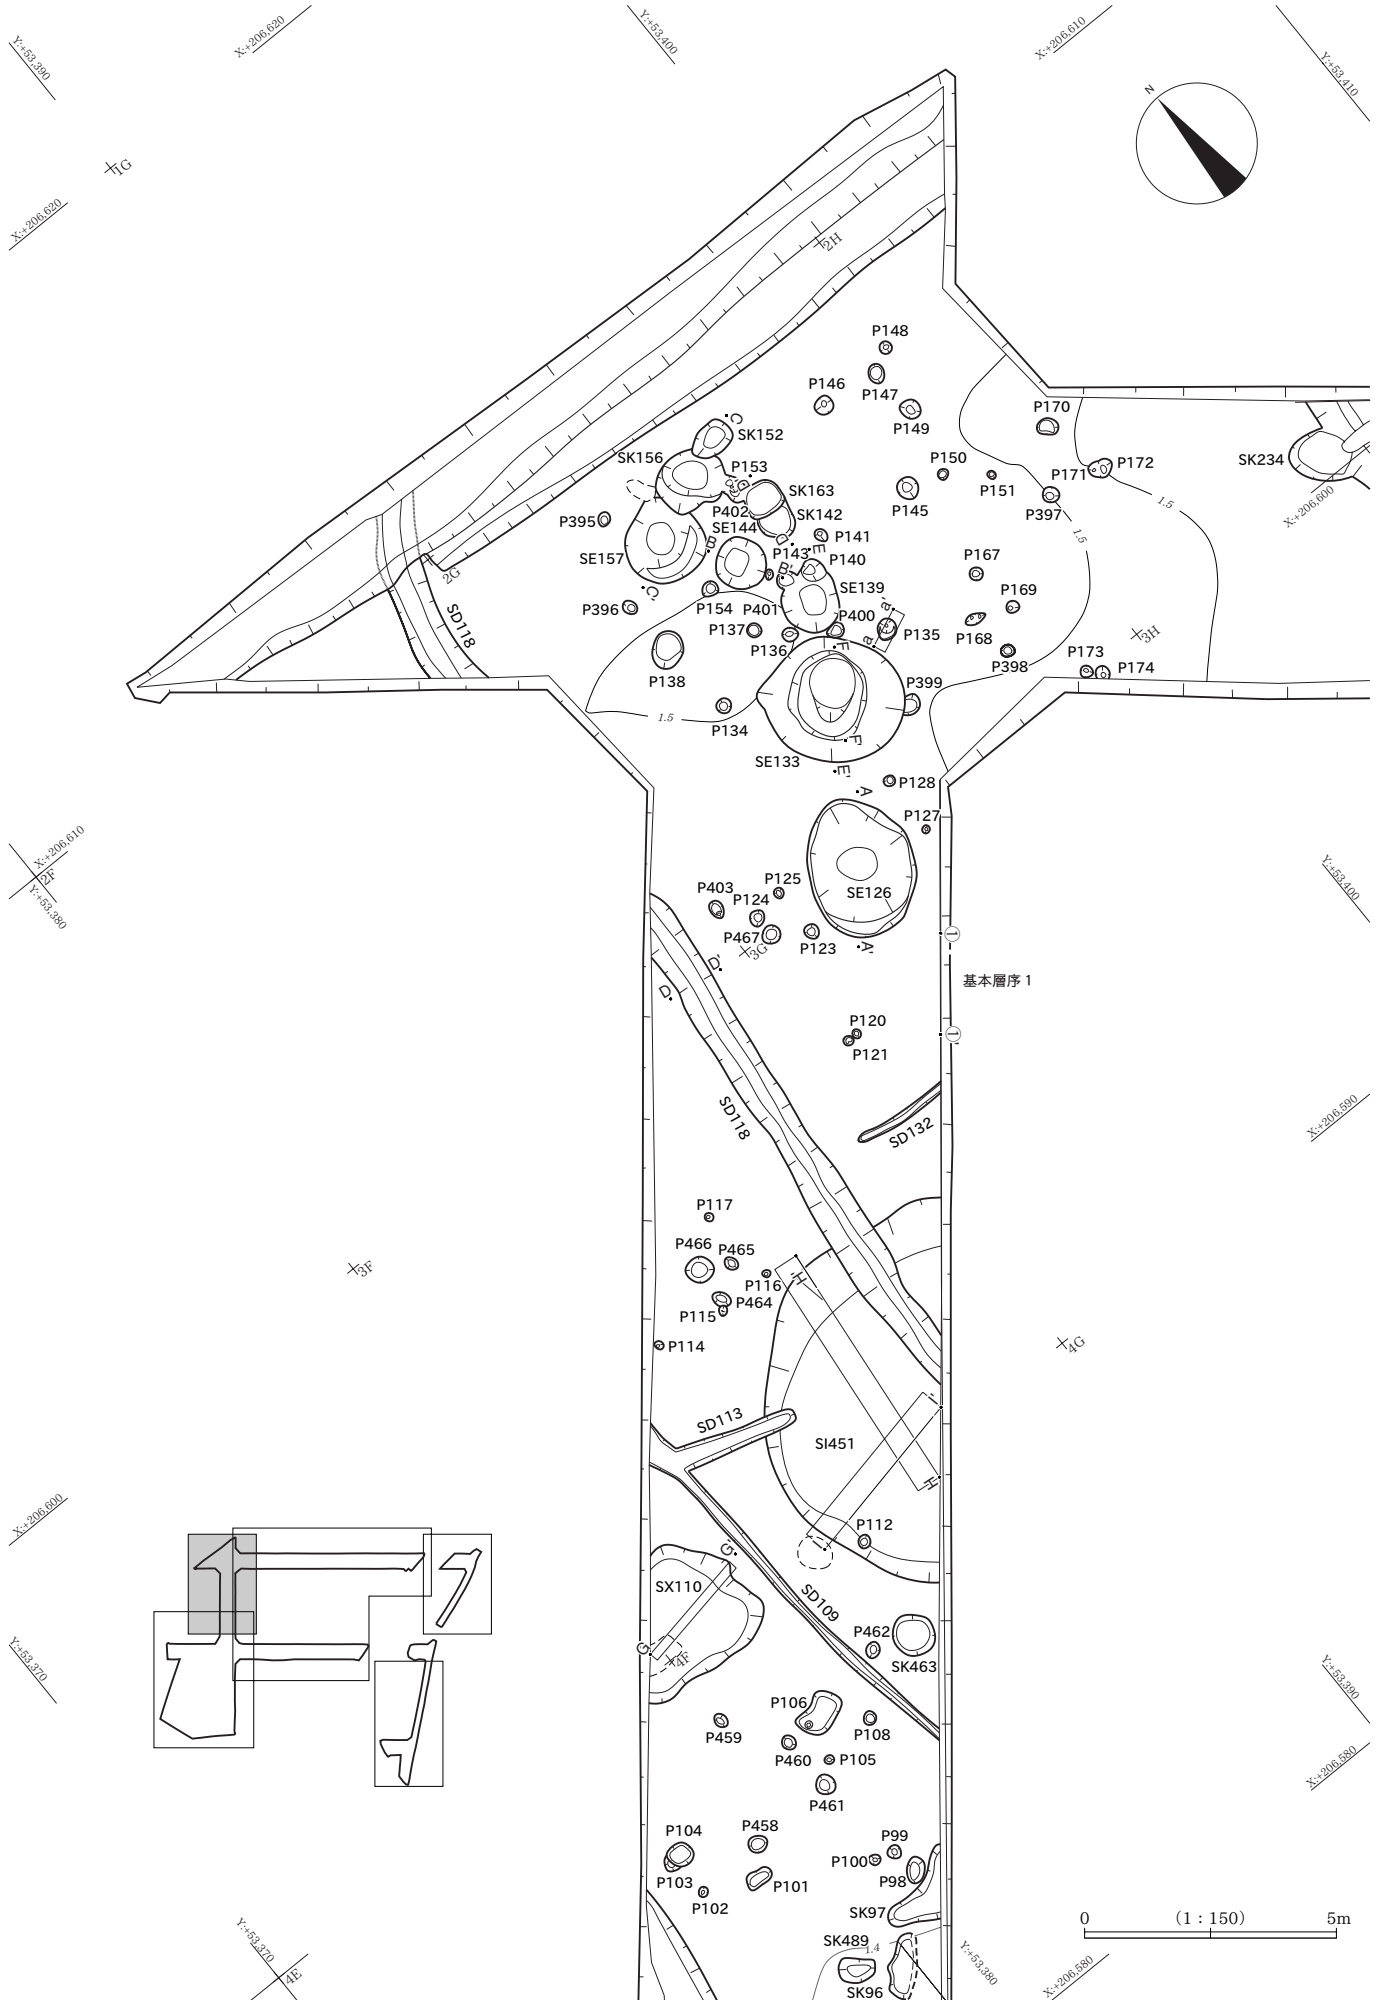 Y:+53,390
X:+206,620
Y:+53,400
X:+206,610
Y:+53,410
N
1G
X:+206,620
2H
P148
P146
P147
P149
P170
C
SK152
SK156
P153
P150
P151
P171
P172
SK234
SK163
P145
P397
1.5
X:+206,600
P402
SK142
P395
SE144
P141
1.5
SE157
B
P143
E
P140
P167
2G
C'
B'
SE139
P169
P396
P154
P401
P400
a'
SD118
P137
P135
P168
3H
P136
a
F
P398
P173
P174
P138
P399
1.5
P134
F'
SE133
E'
P128
A
P127
X:+206,610
2F
Y:+53,380
Y:+53,400
P125
SE126
P403
P124
P467
P123
1
3G
A'
D'
基本層序 1
D
P120
1'
P121
SD118
SD132
X:+206,590
P117
P466
P465
3F
H'
P116
P464
P115
P114
4G
I'
SD113
SI451
H
X:+206,600
P112
I
G'
SX110
SD109
P462
G
4F
SK463
Y:+53,370
Y:+53,390
P106
P459
P108
P460
P105
X:+206,580
P461
P104
P458
P99
P100
P103
P101
P98
P102
SK97
0
(1：150)
5m
SK489
1.4
Y:+53,370
4E
SK96
Y:+53,380
X:+206,580